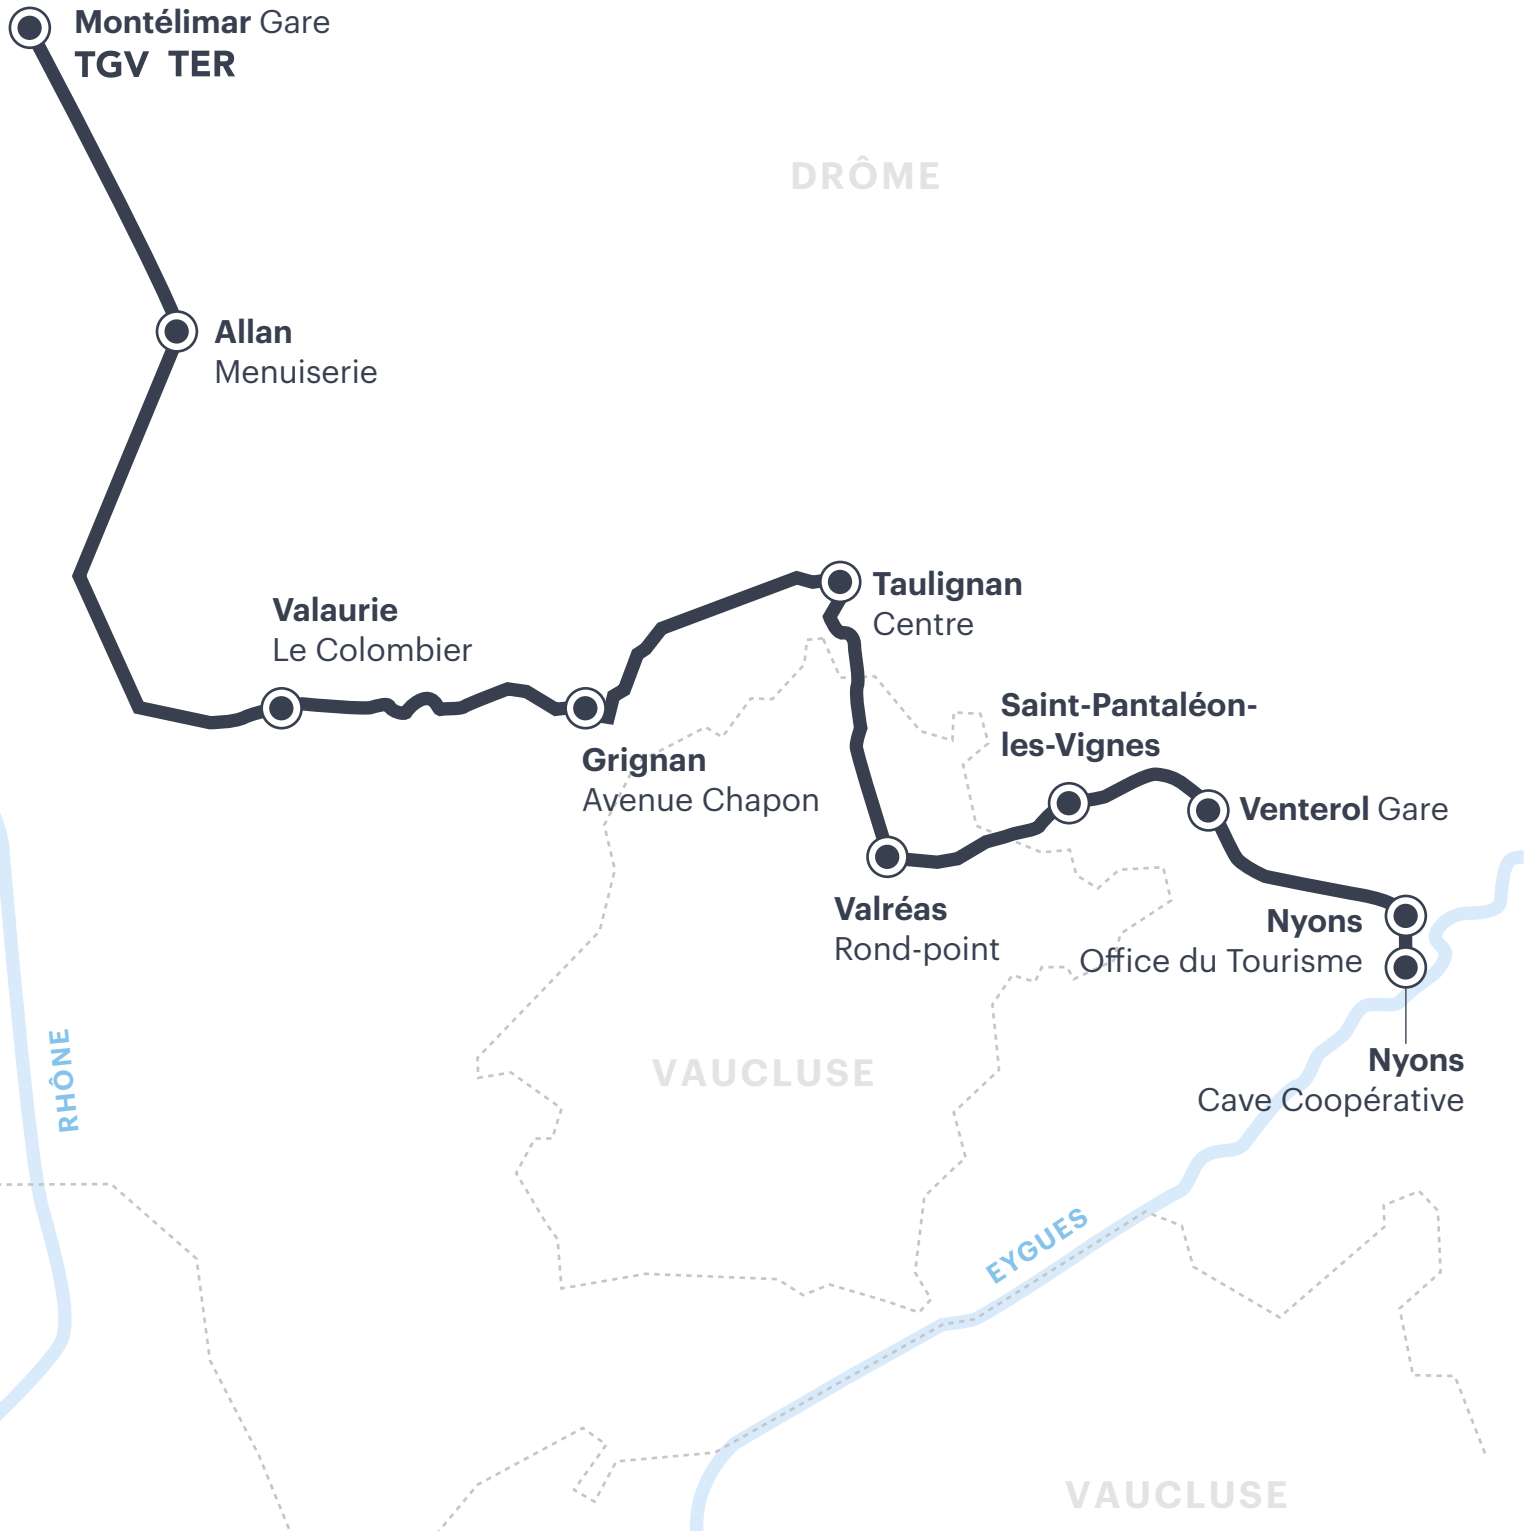 Montélimar Gare
TGV TER
DRÔME
Allan
Menuiserie
Taulignan
Centre
Valaurie
Le Colombier
Saint-Pantaléon-
les-Vignes
Grignan
Avenue Chapon
Venterol Gare
Valréas
Rond-point
Nyons
Office du Tourisme
Nyons
Cave Coopérative
RHÔNE
VAUCLUSE
EYGUES
VAUCLUSE